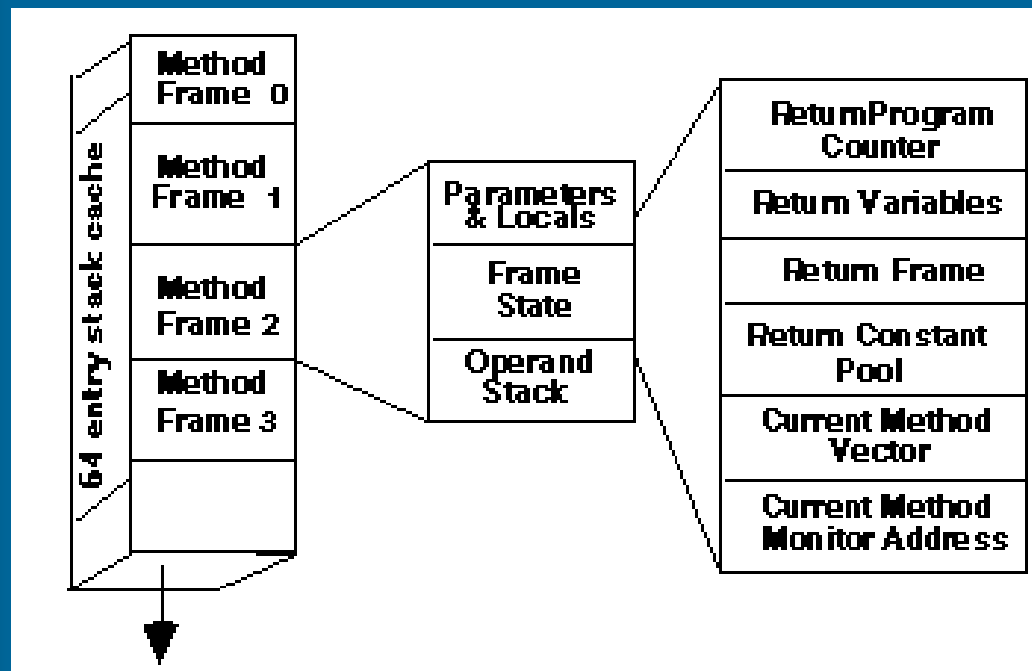 64 entry stack cache
Method
Frame 0
Method
Frame 1
Method
Frame 2
Method
Frame 3
Parameters
& Locals
Frame
State
Operand
Stack
ReturnProgram
Counter
Return Variables
Return Frame
Return Constant
Pool
Current Method
Vector
Current Method
Monitor Address